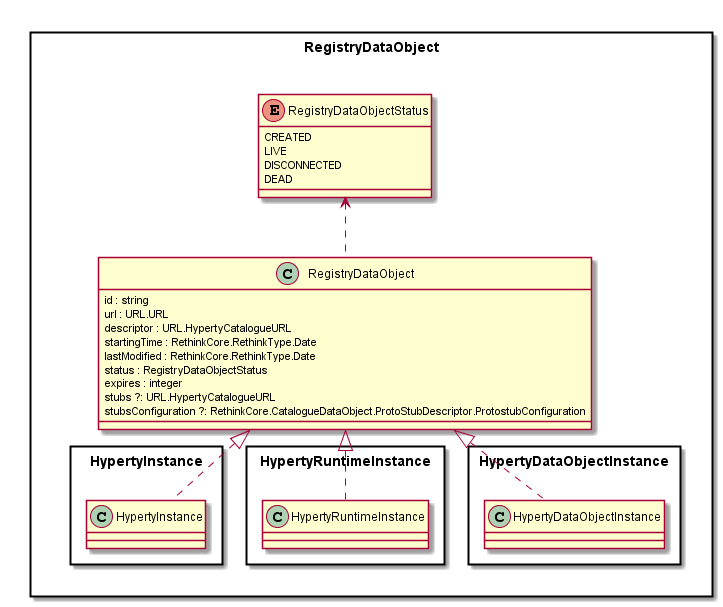 RegistryDataObject
E RegistryDataObjectStatus
CREATED
LIVE
DISCONNECTED
DEAD
C RegistryDataObject
id : string
url : URL.URL
descriptor : URL.HypertyCatalogueURL
startingTime : RethinkCore.RethinkType.Date
lastModified : RethinkCore.RethinkType.Date
status : RegistryDataObjectStatus
expires : integer
stubs ?: URL.HypertyCatalogueURL
stubsConfiguration ?: RethinkCore.CatalogueDataObject.ProtoStubDescriptor.ProtostubConfiguration
HypertyInstance
C HypertyInstance
HypertyRuntimeInstance
C HypertyRuntimeInstance
HypertyDataObjectInstance
C HypertyDataObjectInstance